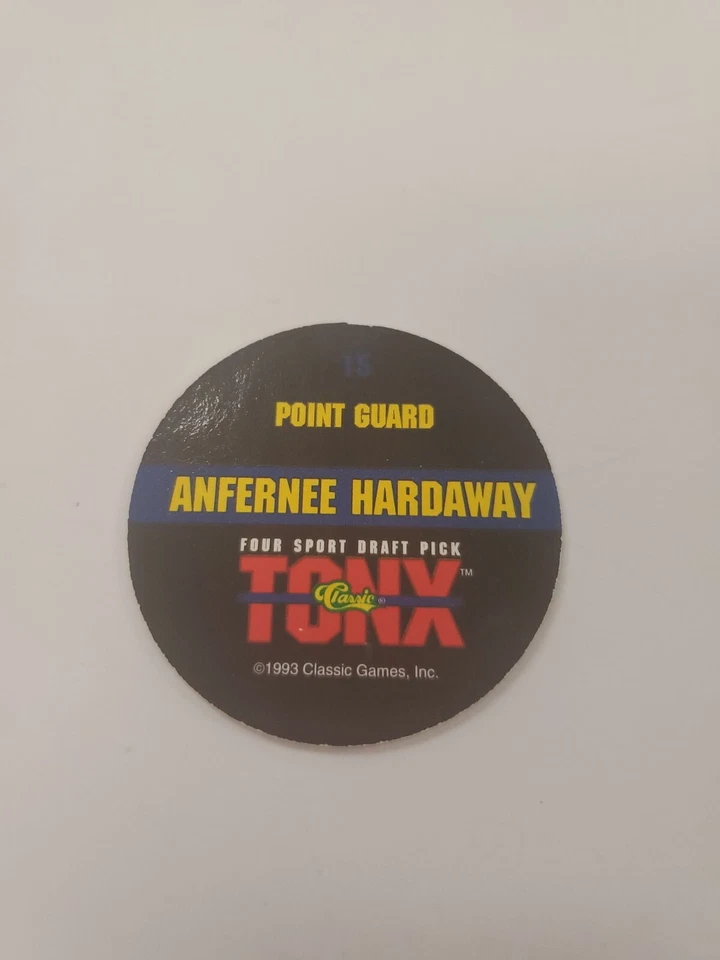 15
POINT GUARD
ANFERNEE HARDAWAY
FOUR SPORT DRAFT PICK
TONX™
Classic®
©1993 Classic Games, Inc.